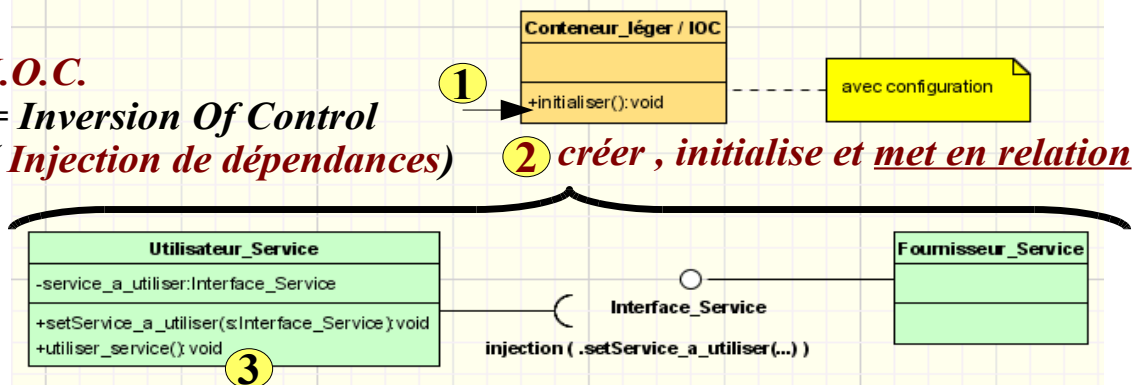 Conteneur_léger / IOC
.O.C.
= Inversion Of Control
( Injection de dépendances)
1
+initialiser():void
avec configuration
2 créer , initialise et met en relation
Utilisateur_Service
-service_a_utiliser:Interface_Service
+setService_a_utiliser(s:Interface_Service):void
+utiliser_service():void
3
Interface_Service
injection ( .setService_a_utiliser(...) )
Fournisseur_Service